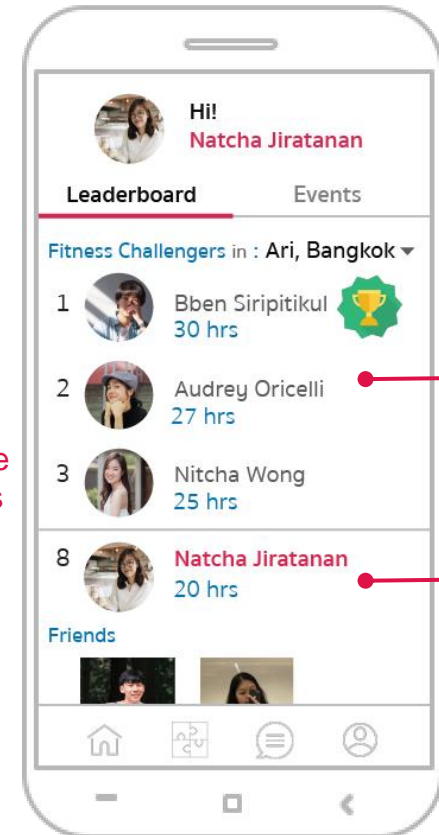 Hi!
Natcha Jiratanan
Leaderboard Events
Fitness Challengers in : Ari, Bangkok
1 Bben Siripitikul
30 hrs
2 Audrey Oricelli
27 hrs
3 Nitcha Wong
25 hrs
8 Natcha Jiratanan
20 hrs
Friends